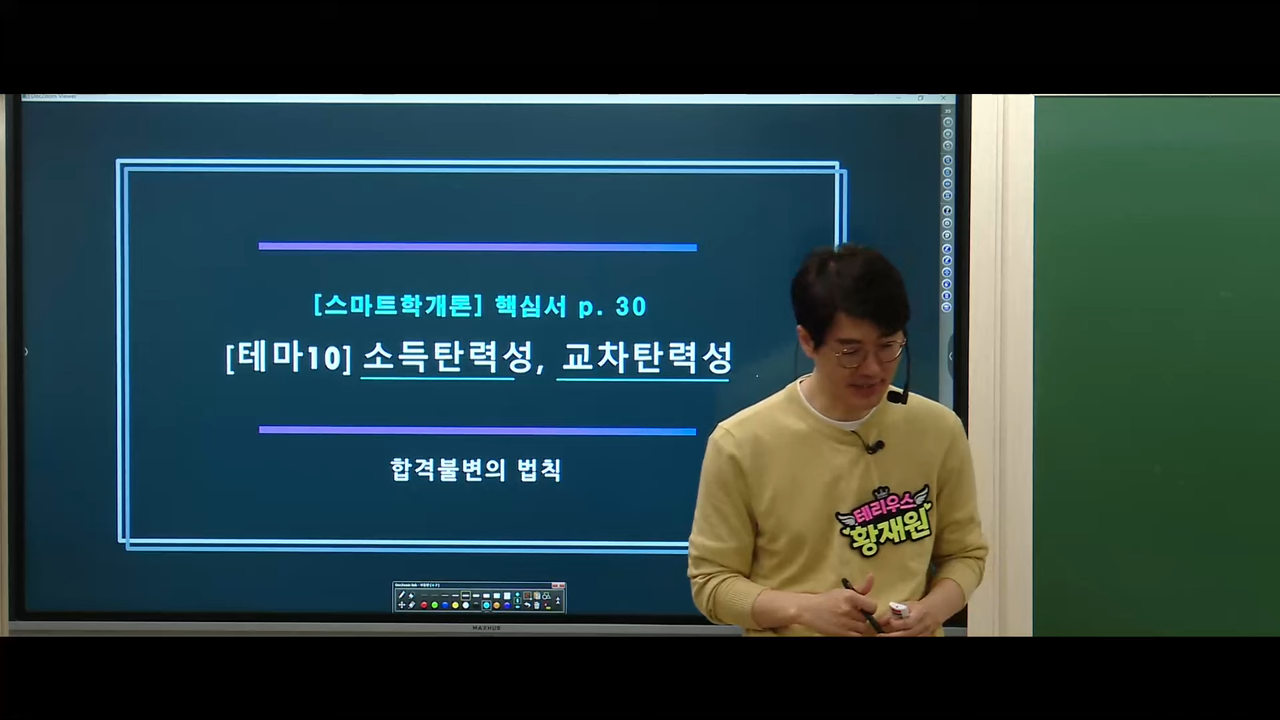 [스마트학개론] 핵심서 p. 30
[테마10] 소득탄력성, 교차탄력성
합격불변의 법칙
테리우스
황재원
MAXHUB